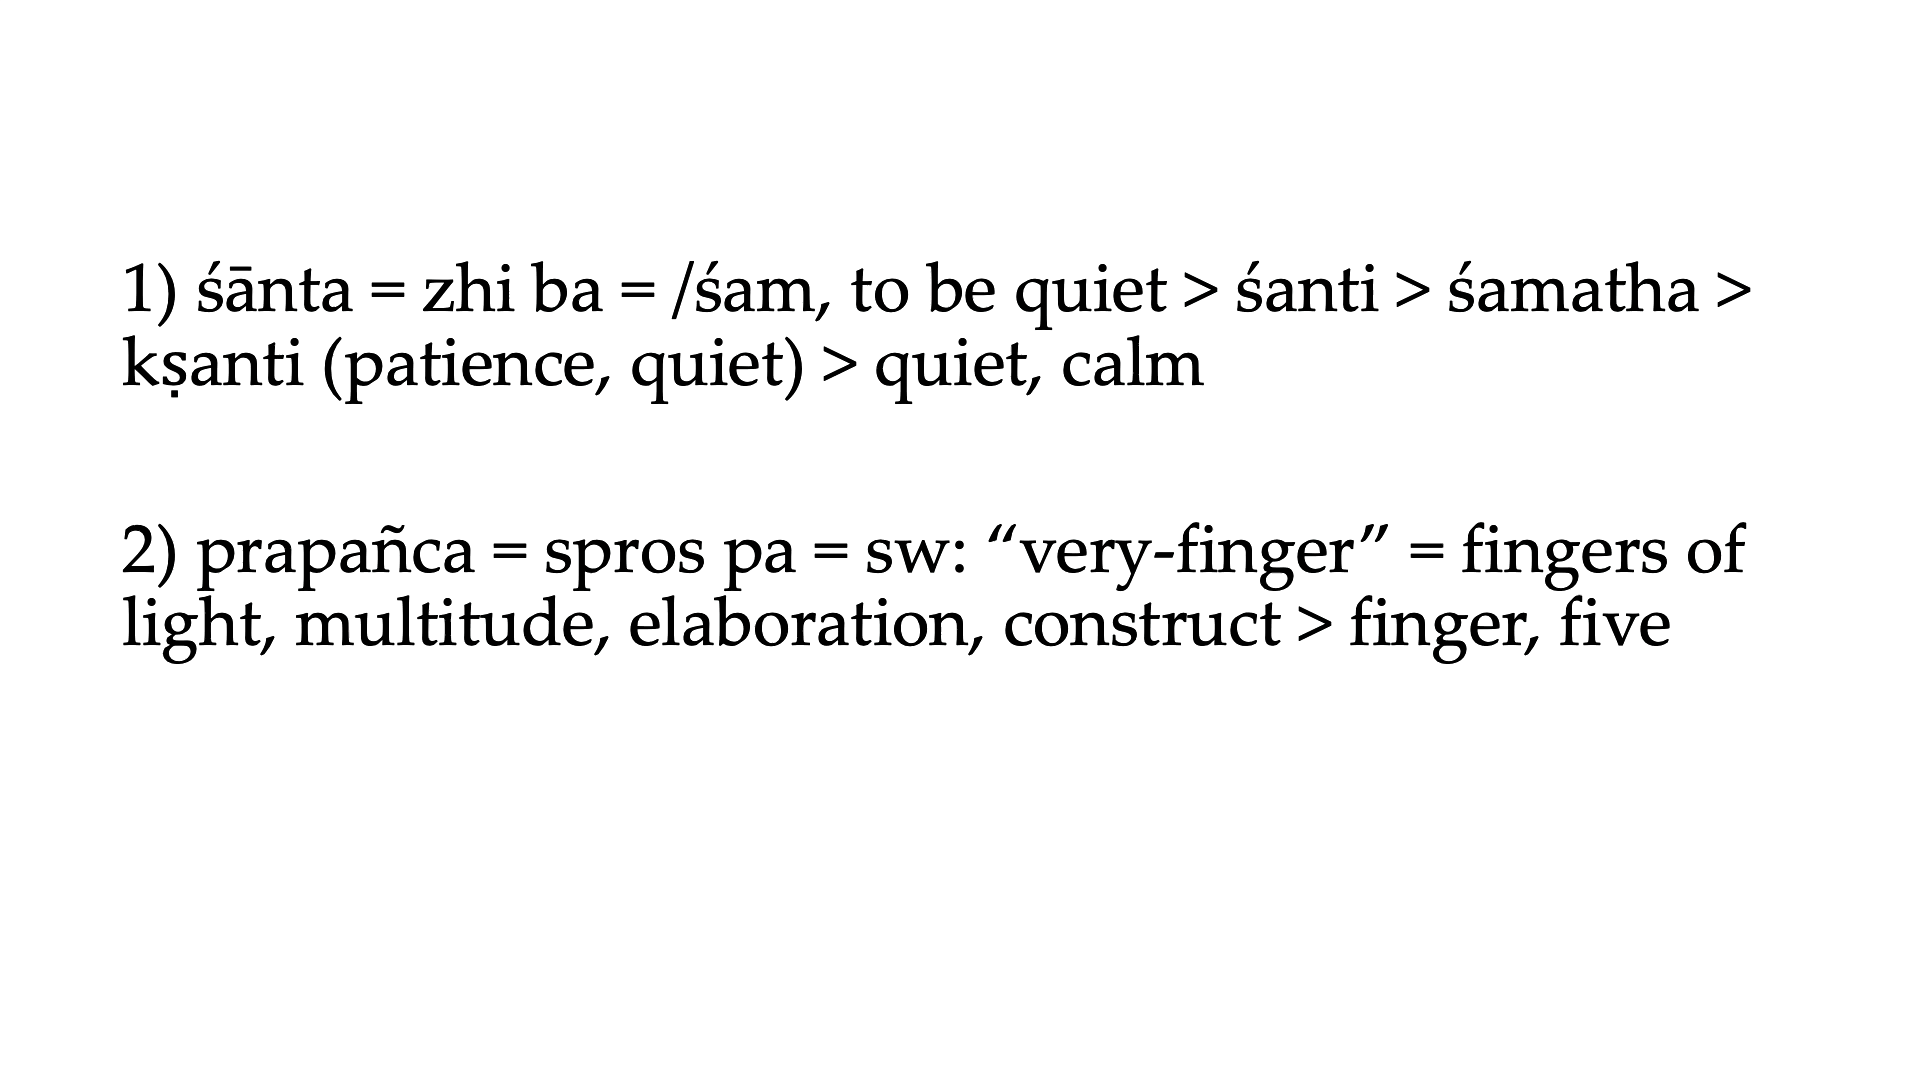 1) śānta = zhi ba = /śam, to be quiet > śanti > śamatha >
kṣanti (patience, quiet) > quiet, calm
2) prapañca = spros pa = sw: “very-finger” = fingers of
light, multitude, elaboration, construct > finger, five